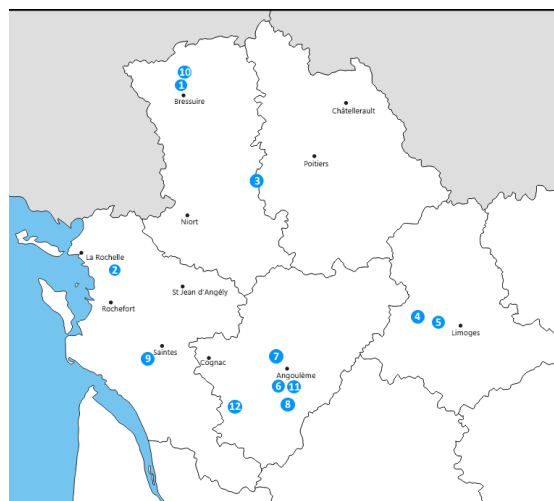 10
1
Bressuire
Châtellerault
Poitiers
3
Niort
La Rochelle
2
St Jean d'Angély
Rochefort
4
5
Limoges
Saintes
9
Cognac
7
Angoulême
6
11
12
8